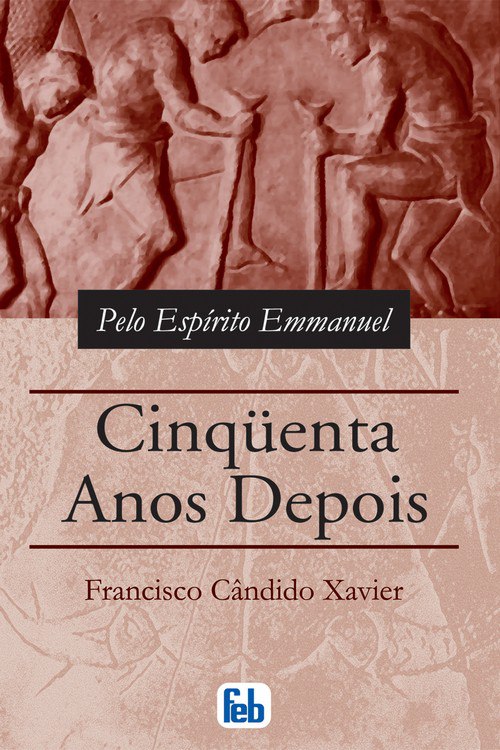 Pelo Espírito Emmanuel
Cinqüenta
Anos Depois
Francisco Cândido Xavier
feb